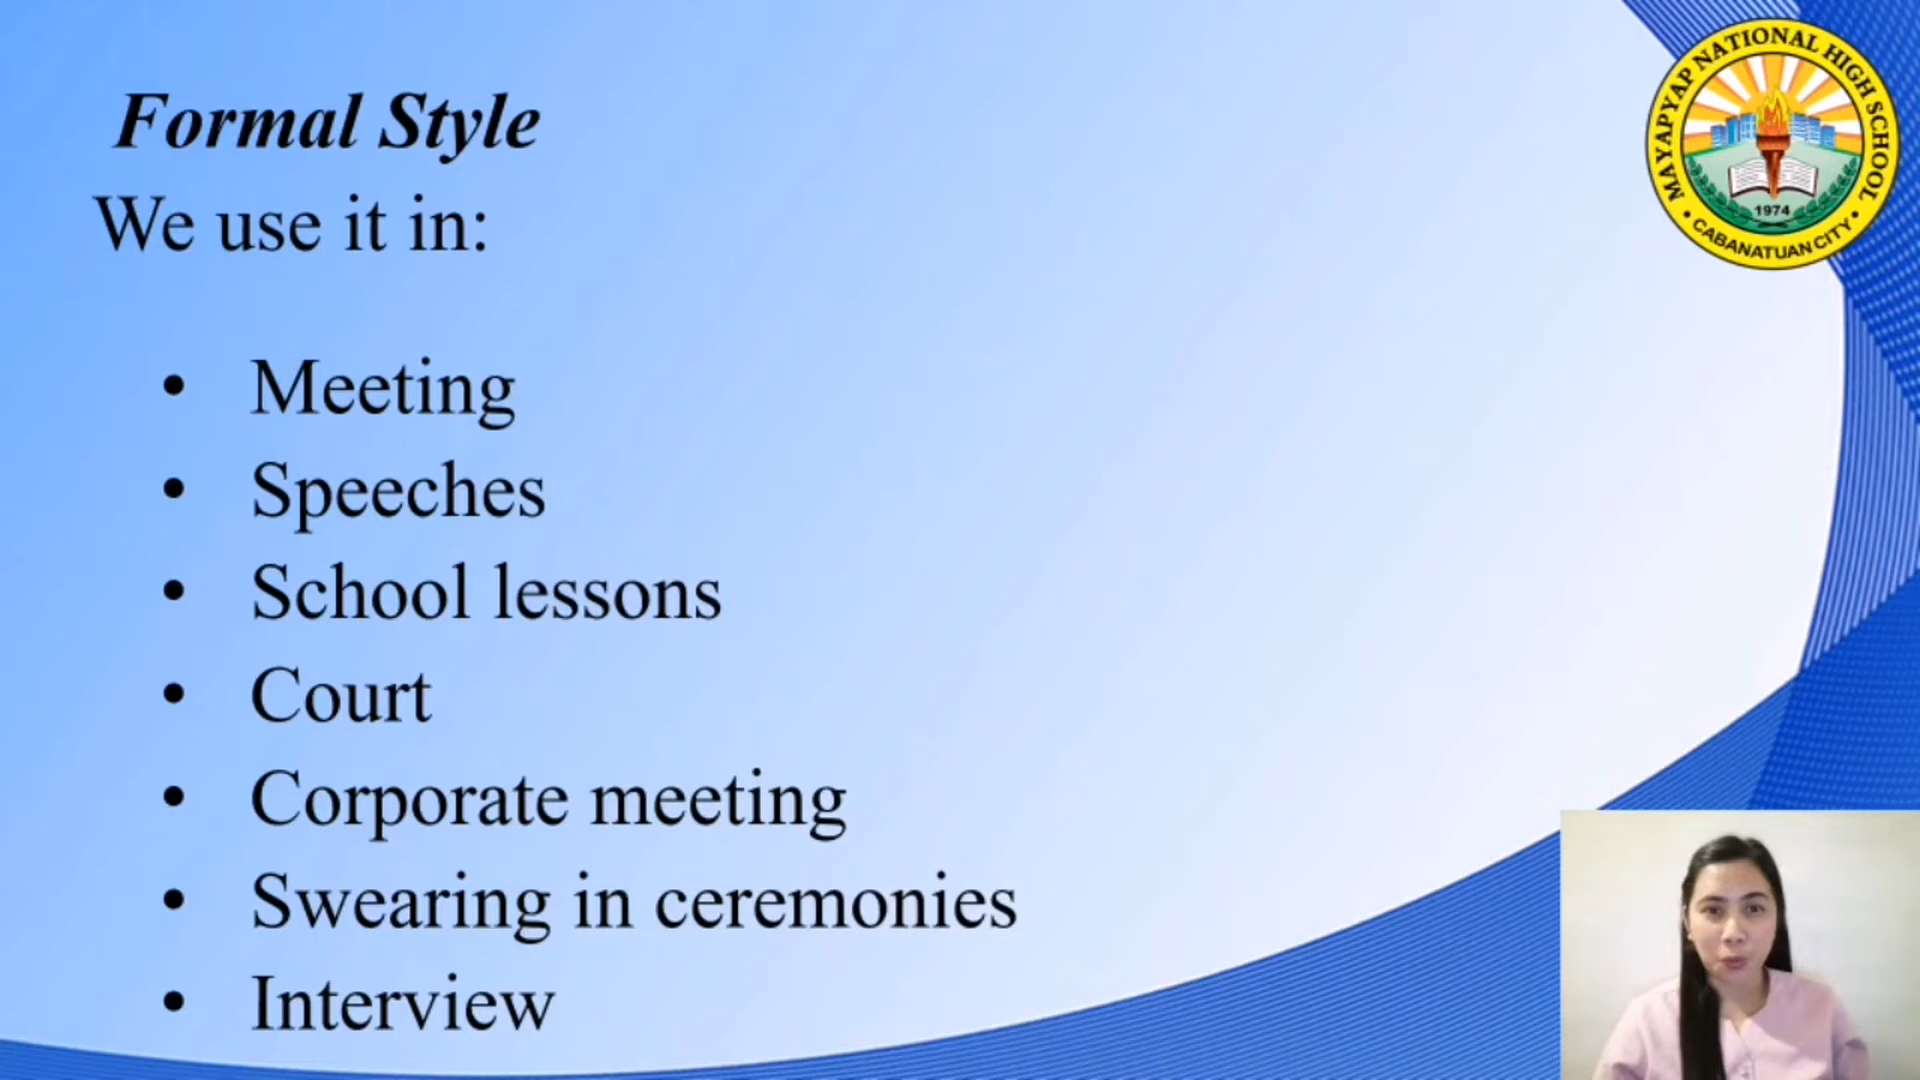 Formal Style
We use it in:
• Meeting
• Speeches
• School lessons
• Court
• Corporate meeting
• Swearing in ceremonies
• Interview
MAYAPYAP NATIONAL HIGH SCHOOL
1974
• CABANATUAN CITY •